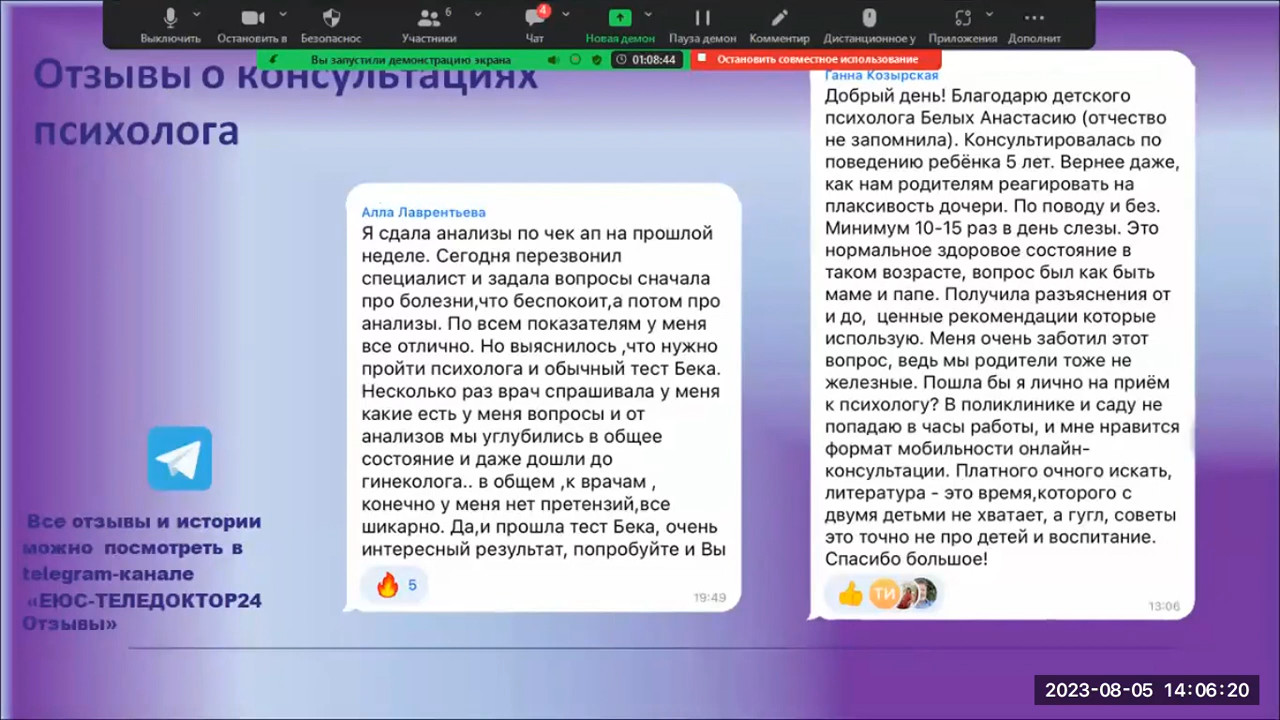 6
4
Выключить
Остановить в
Безопаснос
Участники
Чат
Новая демон
Пауза демон
Комментир
Дистанционное у
Приложения
Дополнит
Вы запустили демонстрацию экрана
01:08:44
Остановить совместное использование
Отзывы о консультациях
психолога
Алла Лаврентьева
Я сдала анализы по чек ап на прошлой
неделе. Сегодня перезвонил
специалист и задала вопросы сначала
про болезни,что беспокоит,а потом про
анализы. По всем показателям у меня
все отлично. Но выяснилось ,что нужно
пройти психолога и обычный тест Бека.
Несколько раз врач спрашивала у меня
какие есть у меня вопросы и от
анализов мы углубились в общее
состояние и даже дошли до
гинеколога.. в общем ,к врачам ,
конечно у меня нет претензий,все
шикарно. Да,и прошла тест Бека, очень
интересный результат, попробуйте и Вы
5
19:49
Ганна Козырская
Добрый день! Благодарю детского
психолога Белых Анастасию (отчество
не запомнила). Консультировалась по
поведению ребёнка 5 лет. Вернее даже,
как нам родителям реагировать на
плаксивость дочери. По поводу и без.
Минимум 10-15 раз в день слезы. Это
нормальное здоровое состояние в
таком возрасте, вопрос был как быть
маме и папе. Получила разъяснения от
и до,  ценные рекомендации которые
использую. Меня очень заботил этот
вопрос, ведь мы родители тоже не
железные. Пошла бы я лично на приём
к психологу? В поликлинике и саду не
попадаю в часы работы, и мне нравится
формат мобильности онлайн-
консультации. Платного очного искать,
литература - это время,которого с
двумя детьми не хватает, а гугл, советы
это точно не про детей и воспитание.
Спасибо большое!
ТИ
13:06
Все отзывы и истории
можно  посмотреть в
telegram-канале
«ЕЮС-ТЕЛЕДОКТОР24
Отзывы»
2023-08-05 14:06:20